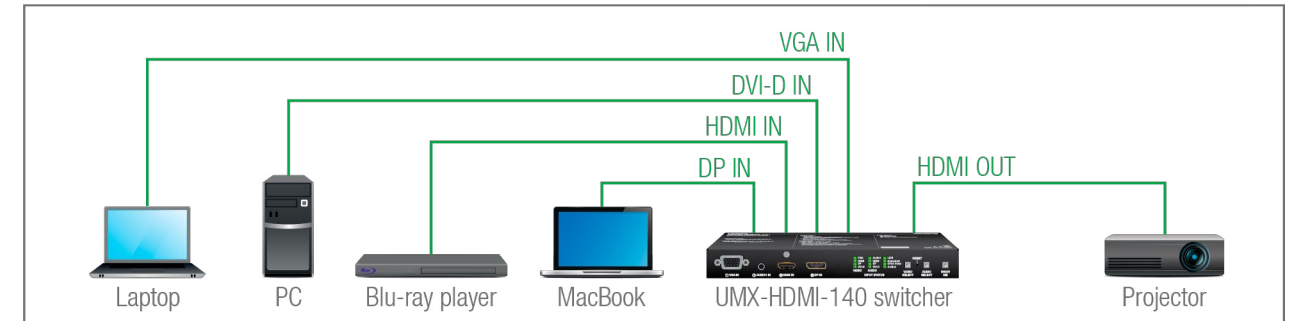 VGA IN
DVI-D IN
HDMI IN
DP IN
HDMI OUT
Laptop
PC
Blu-ray player
MacBook
UMX-HDMI-140 switcher
Projector